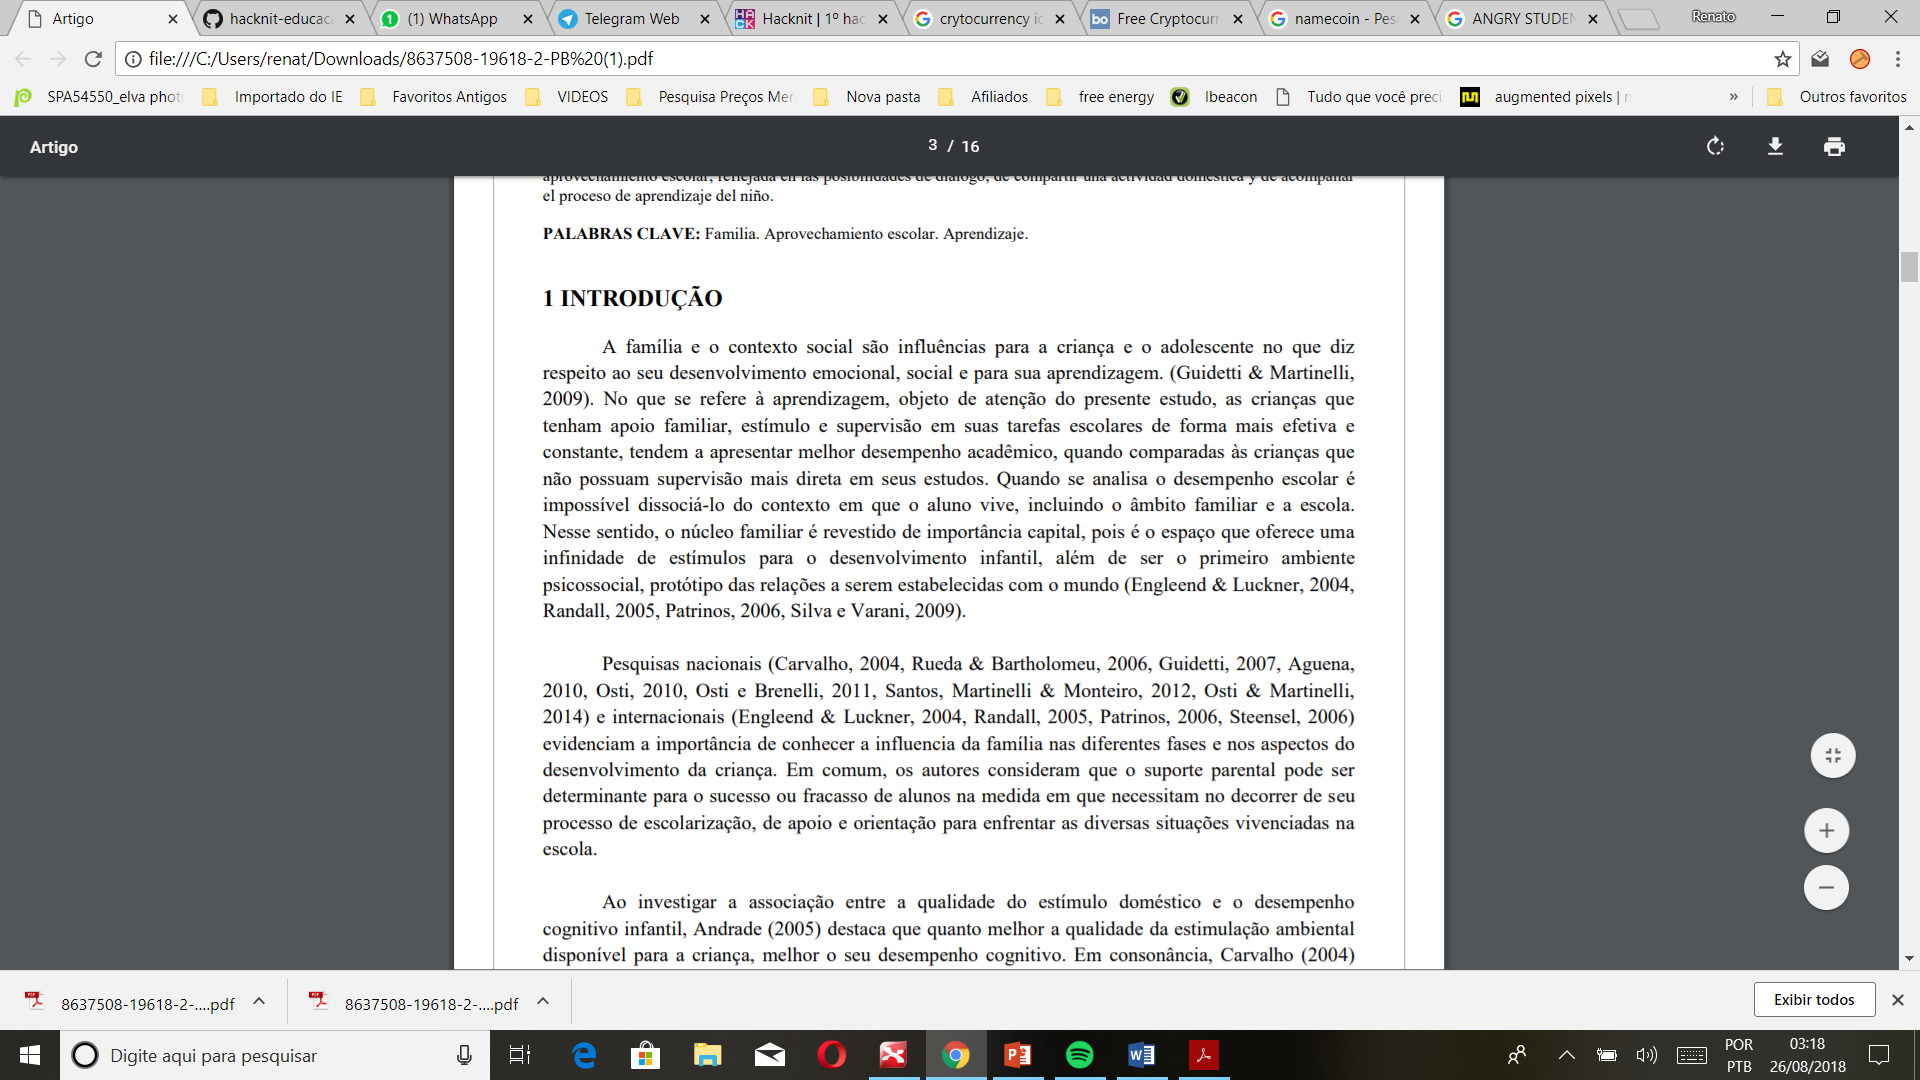 Artigo
hacknit-educac
(1) WhatsApp
Telegram Web
Hacknit | 1º hac
crytocurrency ic
Free Cryptocurr
namecoin - Pes
ANGRY STUDEN
Renato
file:///C:/Users/renat/Downloads/8637508-19618-2-PB%20(1).pdf
SPA54550_elva phot
Importado do IE
Favoritos Antigos
VIDEOS
Pesquisa Preços Mer
Nova pasta
Afiliados
free energy
Ibeacon
Tudo que você preci
augmented pixels |
»
Outros favoritos
Artigo
3 / 16
aprovechamiento escolar, reflejada en las posibilidades de diálogo, de compartir una actividad doméstica y de acompañar
el proceso de aprendizaje del niño.
PALABRAS CLAVE: Familia. Aprovechamiento escolar. Aprendizaje.
1 INTRODUÇÃO
A família e o contexto social são influências para a criança e o adolescente no que diz
respeito ao seu desenvolvimento emocional, social e para sua aprendizagem. (Guidetti & Martinelli,
2009). No que se refere à aprendizagem, objeto de atenção do presente estudo, as crianças que
tenham apoio familiar, estímulo e supervisão em suas tarefas escolares de forma mais efetiva e
constante, tendem a apresentar melhor desempenho acadêmico, quando comparadas às crianças que
não possuam supervisão mais direta em seus estudos. Quando se analisa o desempenho escolar é
impossível dissociá-lo do contexto em que o aluno vive, incluindo o âmbito familiar e a escola.
Nesse sentido, o núcleo familiar é revestido de importância capital, pois é o espaço que oferece uma
infinidade de estímulos para o desenvolvimento infantil, além de ser o primeiro ambiente
psicossocial, protótipo das relações a serem estabelecidas com o mundo (Engleend & Luckner, 2004,
Randall, 2005, Patrinos, 2006, Silva e Varani, 2009).
Pesquisas nacionais (Carvalho, 2004, Rueda & Bartholomeu, 2006, Guidetti, 2007, Aguena,
2010, Osti, 2010, Osti e Brenelli, 2011, Santos, Martinelli & Monteiro, 2012, Osti & Martinelli,
2014) e internacionais (Engleend & Luckner, 2004, Randall, 2005, Patrinos, 2006, Steensel, 2006)
evidenciam a importância de conhecer a influencia da família nas diferentes fases e nos aspectos do
desenvolvimento da criança. Em comum, os autores consideram que o suporte parental pode ser
determinante para o sucesso ou fracasso de alunos na medida em que necessitam no decorrer de seu
processo de escolarização, de apoio e orientação para enfrentar as diversas situações vivenciadas na
escola.
Ao investigar a associação entre a qualidade do estímulo doméstico e o desempenho
cognitivo infantil, Andrade (2005) destaca que quanto melhor a qualidade da estimulação ambiental
disponível para a criança, melhor o seu desempenho cognitivo. Em consonância, Carvalho (2004)
8637508-19618-2-....pdf
8637508-19618-2-....pdf
Exibir todos
Digite aqui para pesquisar
POR
PTB
03:18
26/08/2018